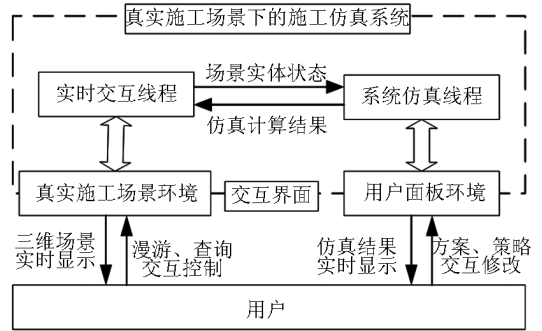 真实施工场景下的施工仿真系统
场景实体状态
实时交互线程
系统仿真线程
仿真计算结果
真实施工场景环境
交互界面
用户面板环境
三维场景
实时显示
漫游、查询
交互控制
仿真结果
实时显示
方案、策略
交互修改
用户